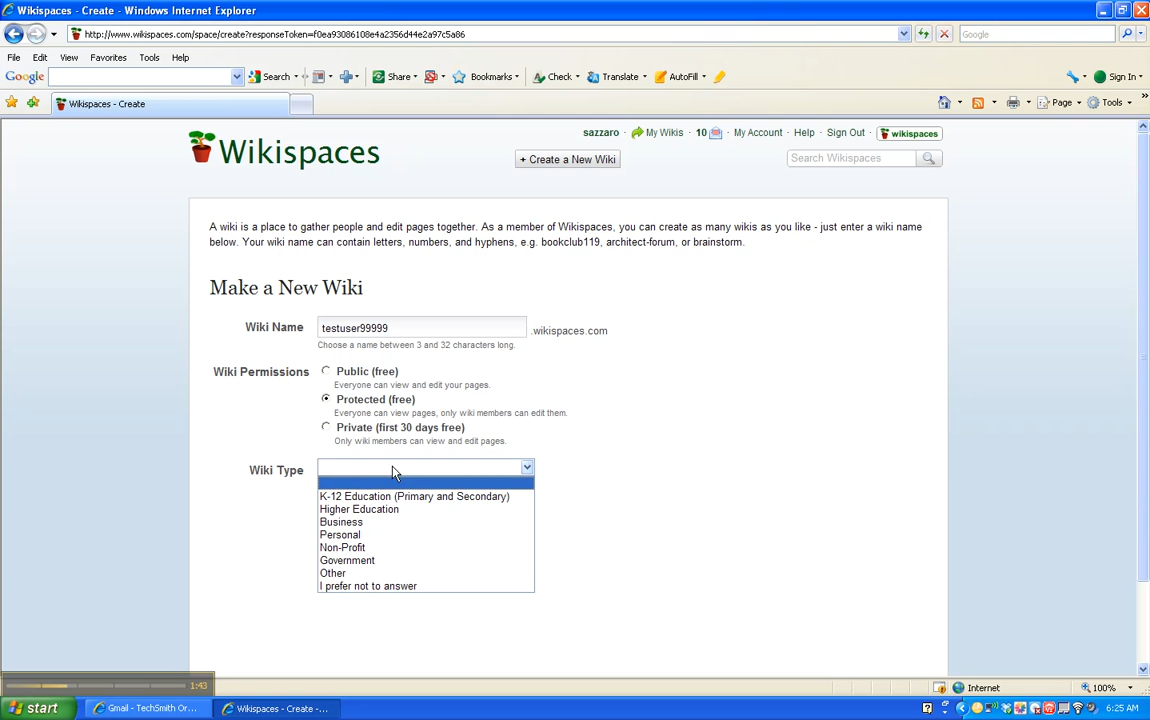 Wikispaces - Create - Windows Internet Explorer
http://www.wikispaces.com/space/create?responseToken=f0ea93086108e4a2356d44e2a97c5a86
Google
File Edit View Favorites Tools Help
Google Search Share Bookmarks Check Translate AutoFill Sign In
Wikispaces - Create Page Tools
sazzaro · My Wikis · 10 · My Account · Help · Sign Out · wikispaces
Wikispaces
+ Create a New Wiki
Search Wikispaces
A wiki is a place to gather people and edit pages together. As a member of Wikispaces, you can create as many wikis as you like - just enter a wiki name
below. Your wiki name can contain letters, numbers, and hyphens, e.g. bookclub119, architect-forum, or brainstorm.
Make a New Wiki
Wiki Name testuser99999 .wikispaces.com
Choose a name between 3 and 32 characters long.
Wiki Permissions Public (free)
Everyone can view and edit your pages.
Protected (free)
Everyone can view pages, only wiki members can edit them.
Private (first 30 days free)
Only wiki members can view and edit pages.
Wiki Type
K-12 Education (Primary and Secondary)
Higher Education
Business
Personal
Non-Profit
Government
Other
I prefer not to answer
1:43
Internet 100%
start Gmail - TechSmith Or... Wikispaces - Create -... 6:25 AM